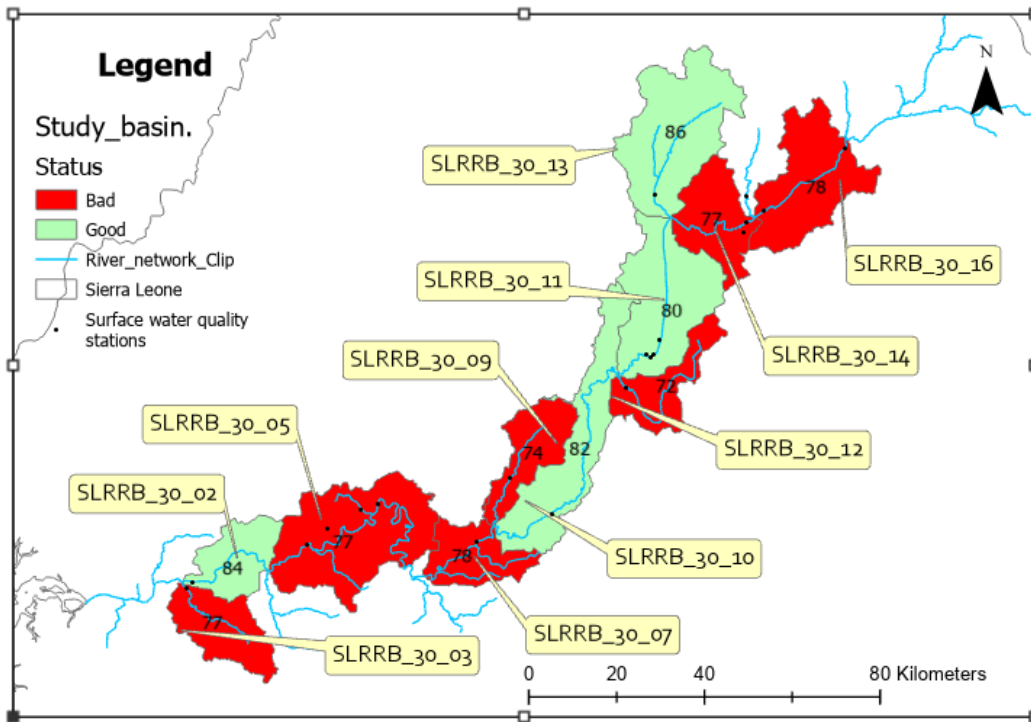 Legend
Study_basin.
Status
Bad
Good
River_network_Clip
Sierra Leone
Surface water quality
stations
N
86
SLRRB_30_13
78
77
SLRRB_30_16
SLRRB_30_11
80
SLRRB_30_14
SLRRB_30_09
72
SLRRB_30_05
SLRRB_30_12
82
74
SLRRB_30_02
77
78
SLRRB_30_10
84
77
SLRRB_30_07
SLRRB_30_03
0 20 40 80 Kilometers